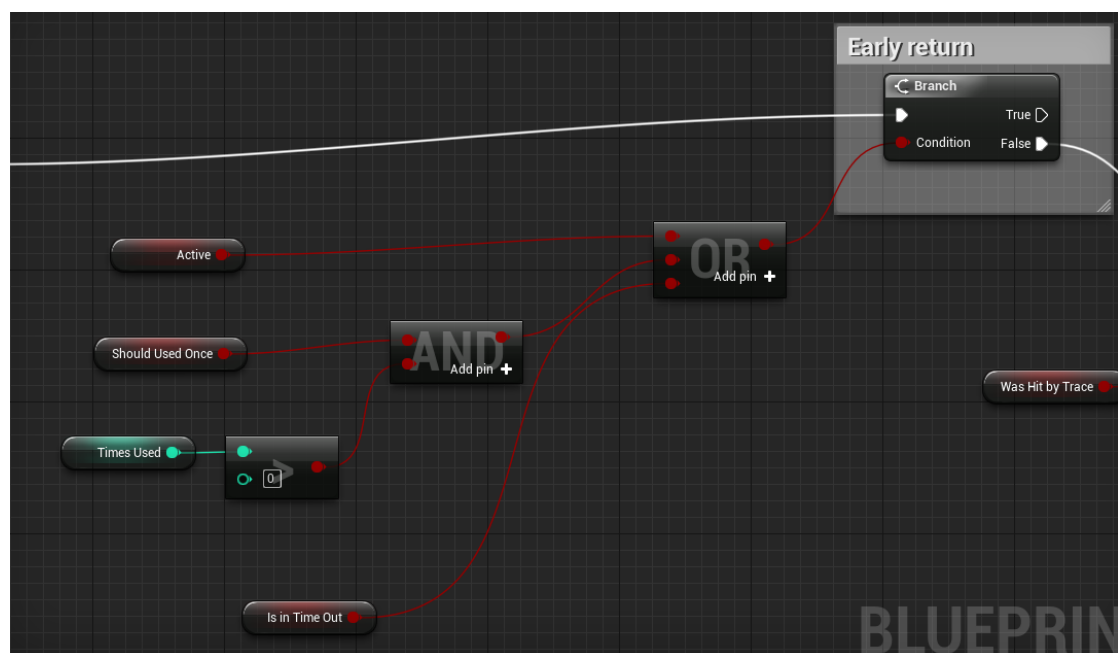 Early return
Branch
True
Condition
False
Active
OR
Add pin +
Should Used Once
AND
Add pin +
Was Hit by Trace
Times Used
0
>
Is in Time Out
BLUEPRIN